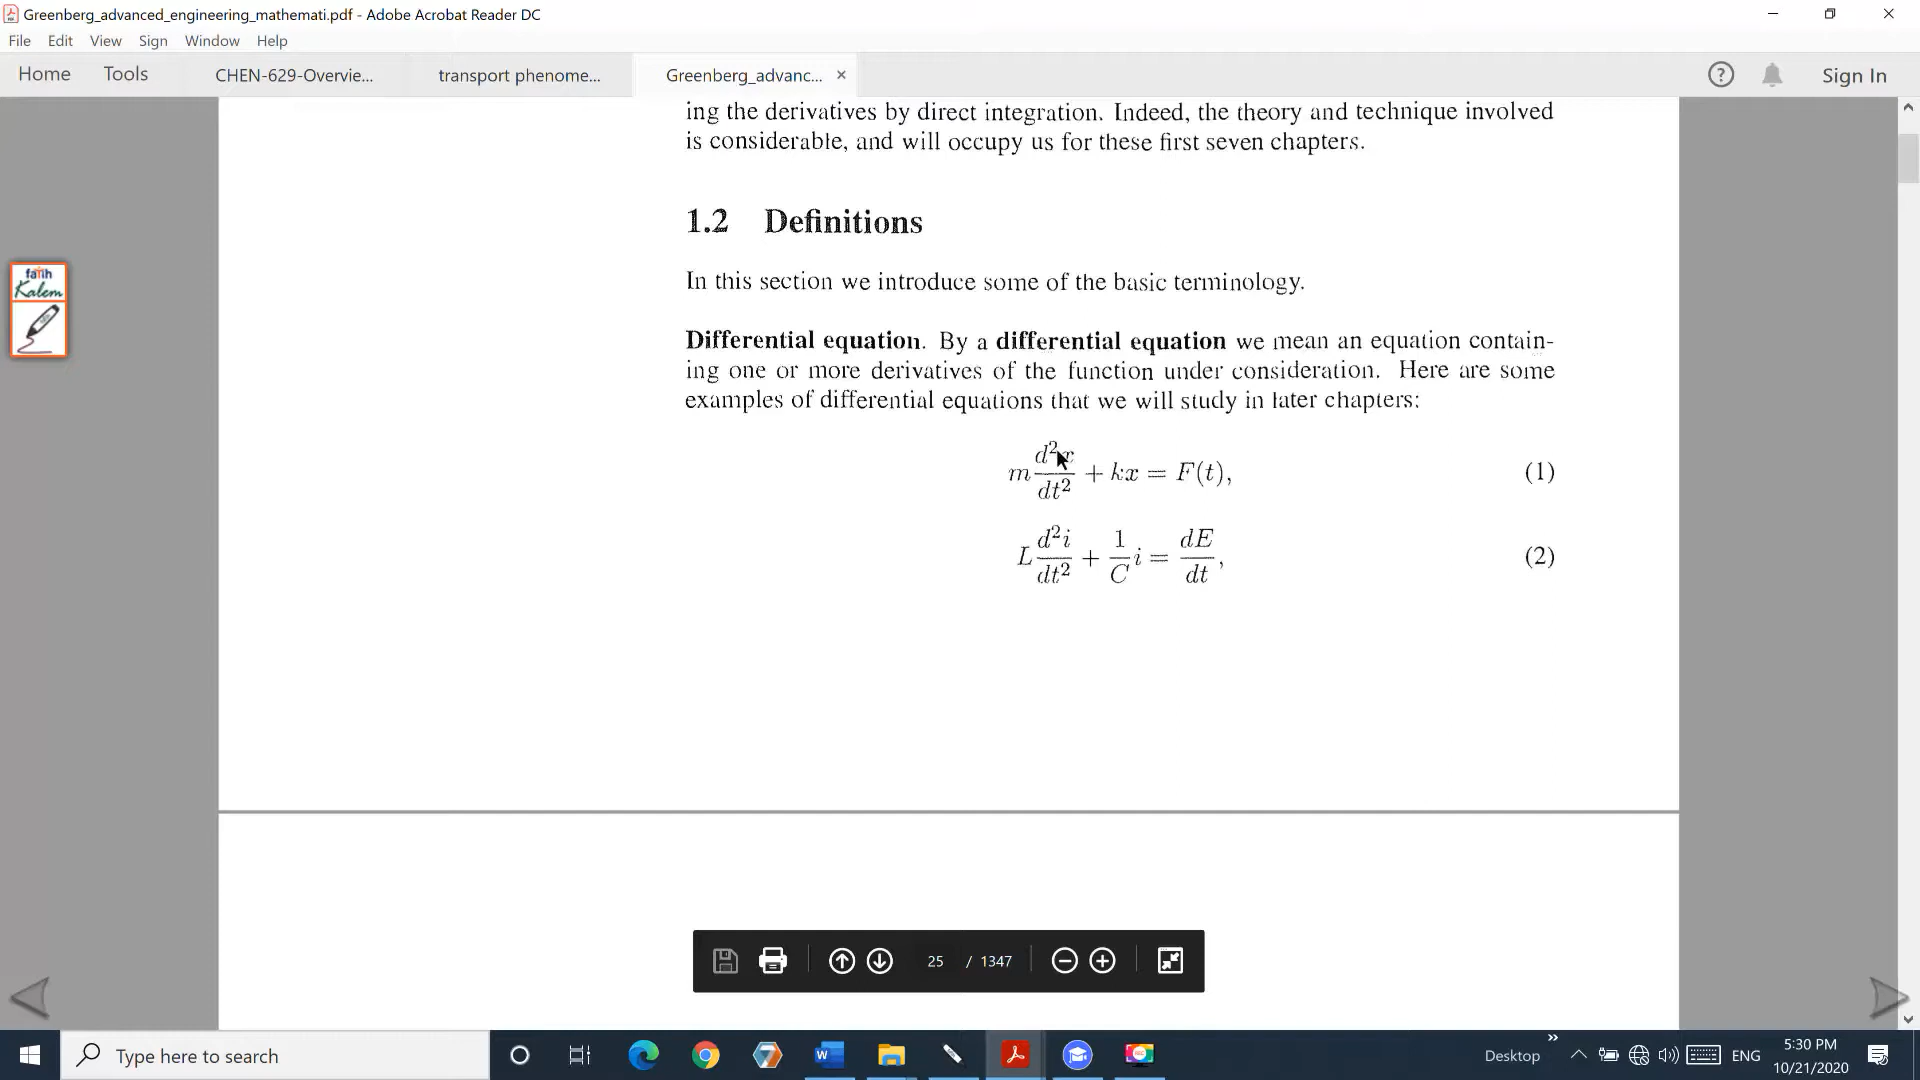 Greenberg_advanced_engineering_mathemati.pdf - Adobe Acrobat Reader DC
File Edit View Sign Window Help
Home Tools CHEN-629-Overvie... transport phenome... Greenberg_advanc... × ? Sign In
ing the derivatives by direct integration. Indeed, the theory and technique involved
is considerable, and will occupy us for these first seven chapters.
1.2 Definitions
In this section we introduce some of the basic terminology.
fatih
Kalem
Differential equation. By a differential equation we mean an equation contain-
ing one or more derivatives of the function under consideration. Here are some
examples of differential equations that we will study in later chapters:
m d²x/dt² + kx = F(t), (1)
L d²i/dt² + 1/C i = dE/dt, (2)
25 / 1347
Type here to search
Desktop » ENG 5:30 PM
10/21/2020